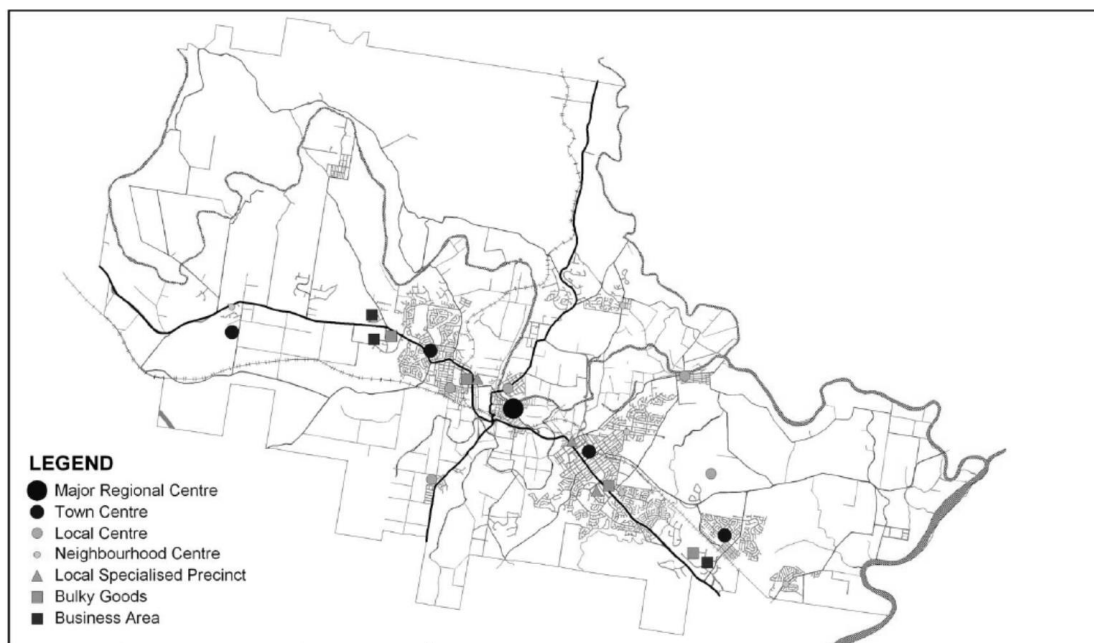 LEGEND
Major Regional Centre
Town Centre
Local Centre
Neighbourhood Centre
Local Specialised Precinct
Bulky Goods
Business Area